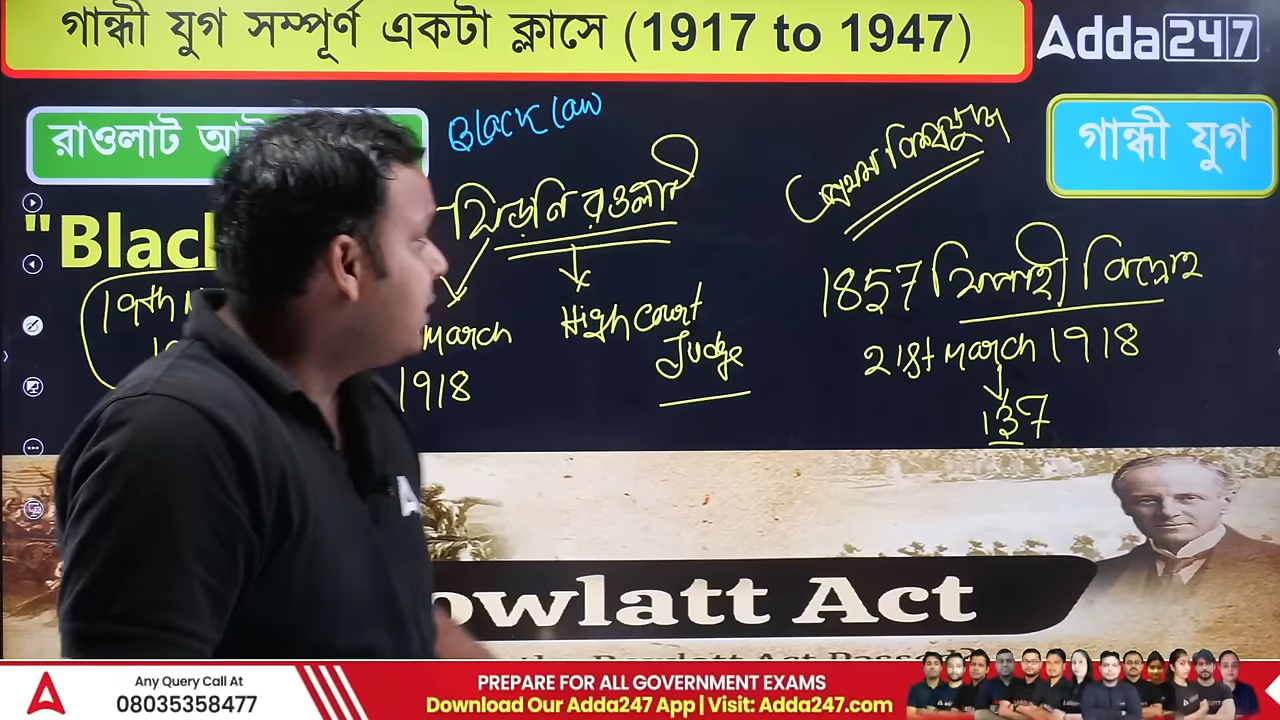 গান্ধী যুগ সম্পূর্ণ একটা ক্লাসে (1917 to 1947)
Adda247
রাওলাট
Black law
গান্ধী যুগ
প্রথম বিশ্বযুদ্ধ
সিডনি রওলাট
"Black
1857 সিপাহী বিদ্রোহ
19th
March
1918
High Court
Judge
21st March 1918
137
owlatt Act
Any Query Call At
08035358477
PREPARE FOR ALL GOVERNMENT EXAMS
Download Our Adda247 App | Visit: Adda247.com